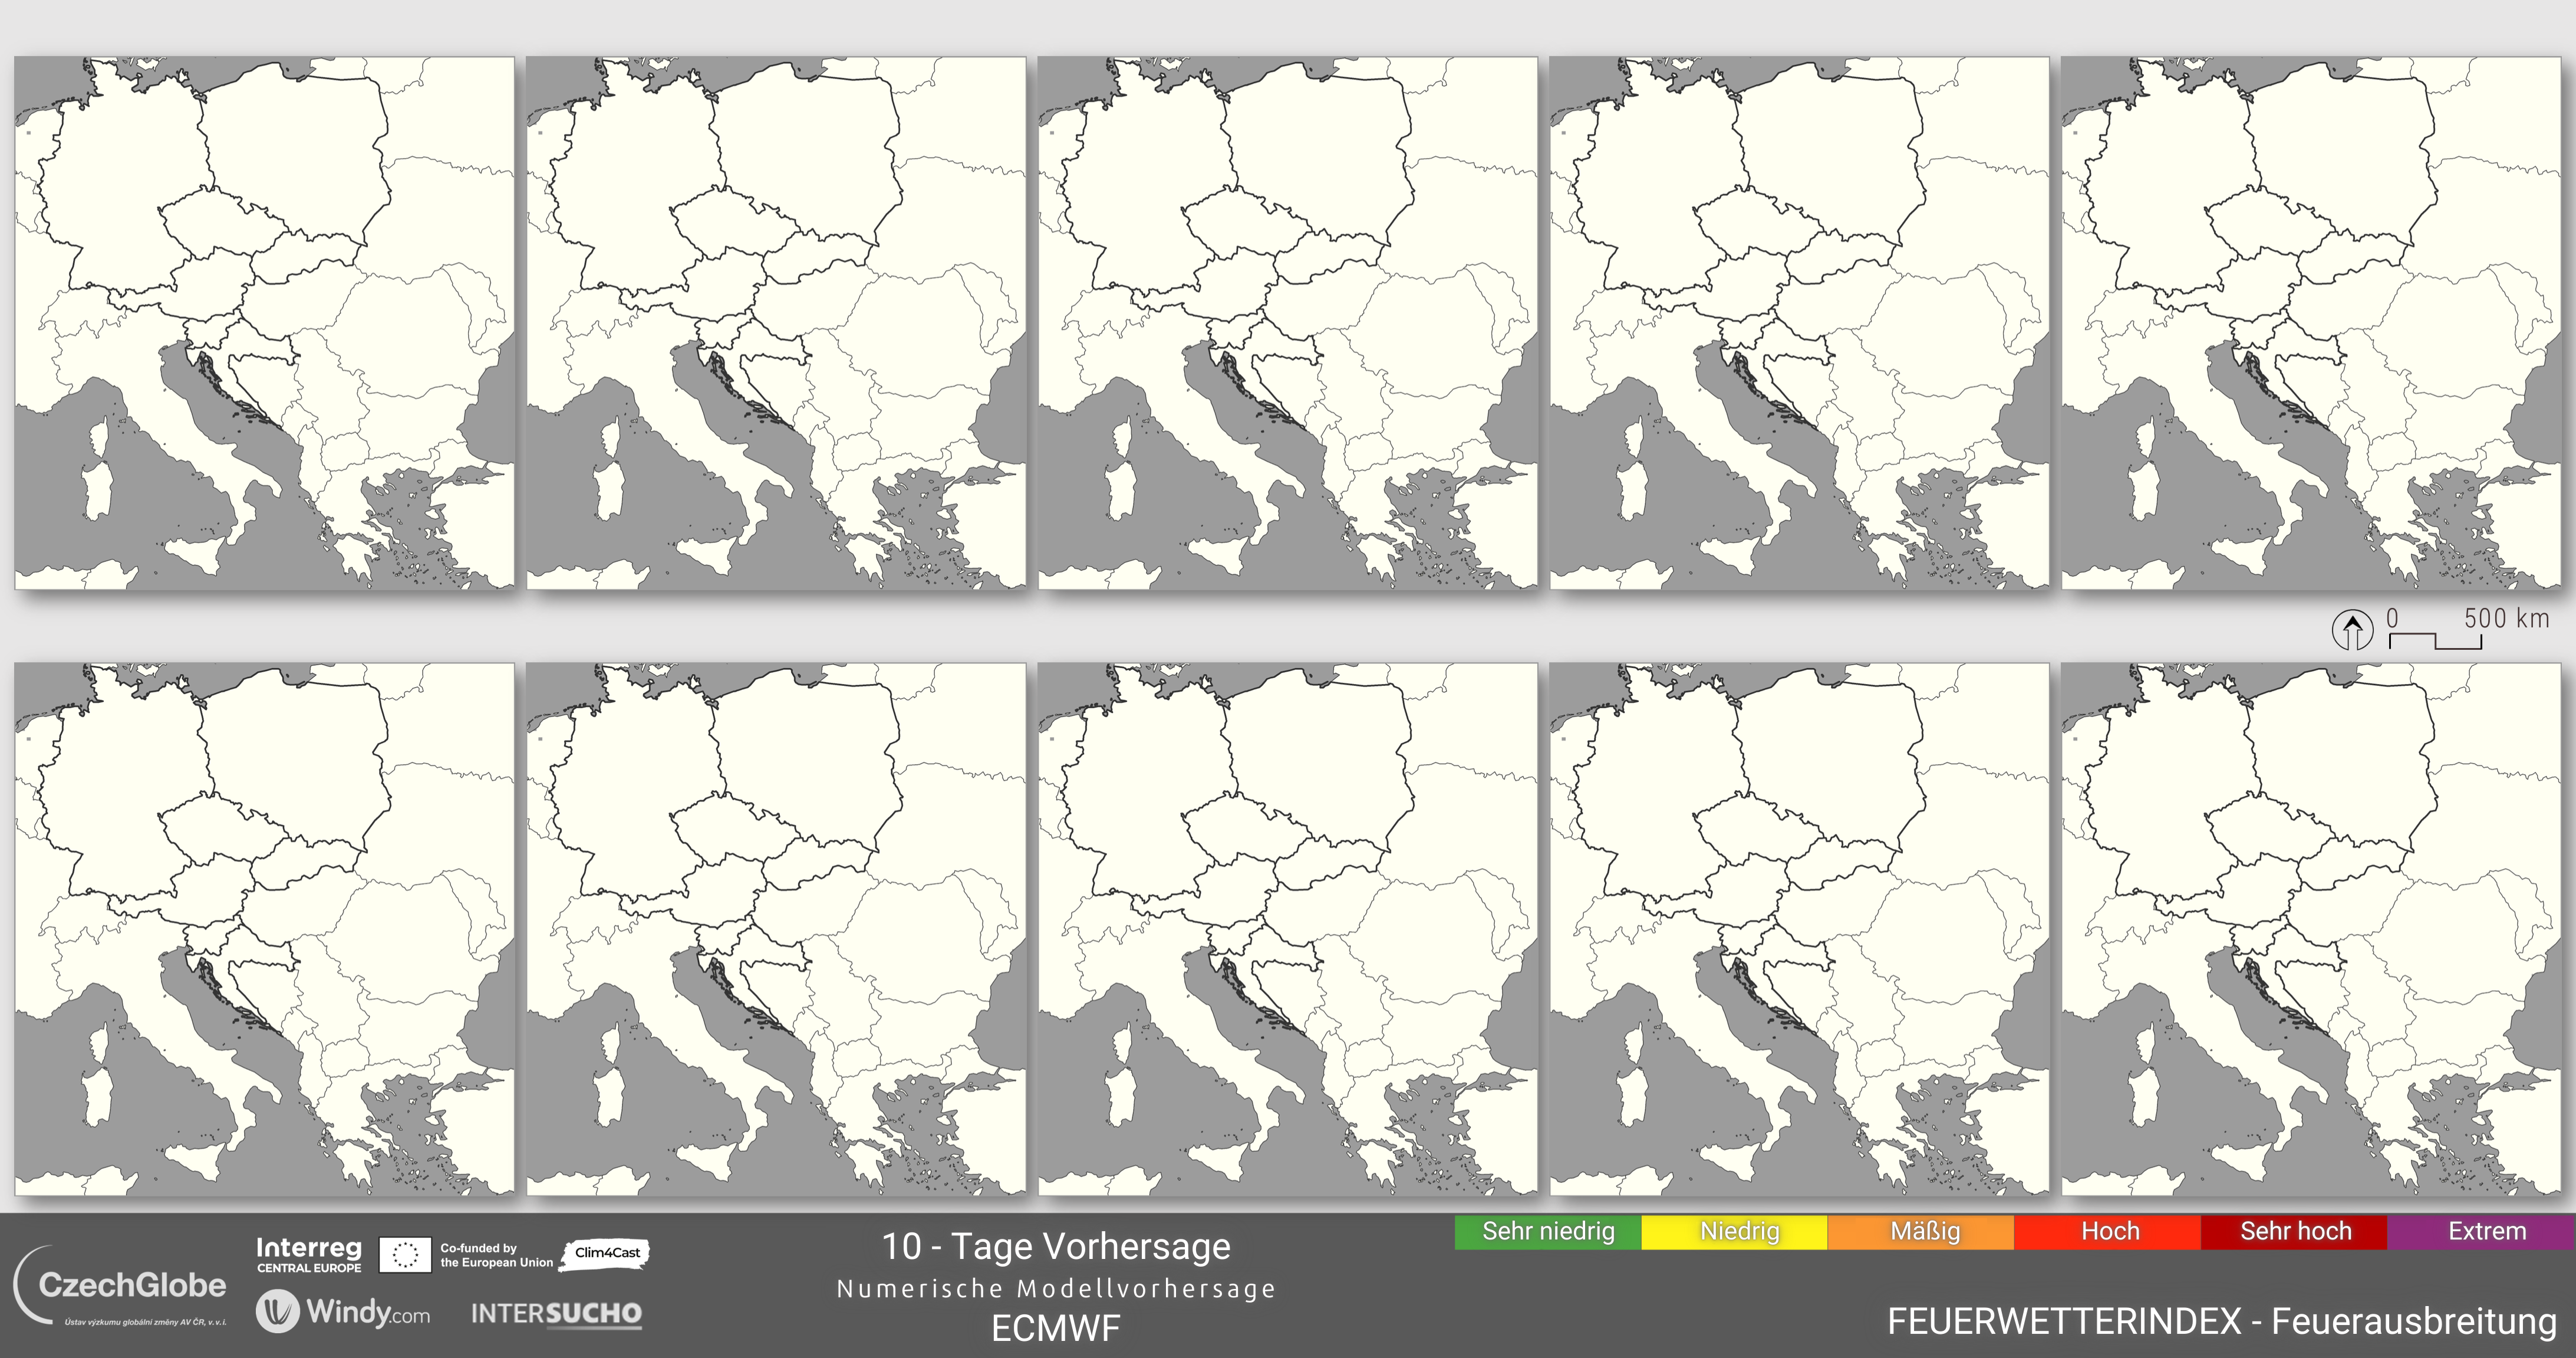 0 500 km
CzechGlobe
Ústav výzkumu globální změny AV ČR, v. v. i.
Interreg
CENTRAL EUROPE
Co-funded by
the European Union
Clim4Cast
Windy.com
INTERSUCHO
10 - Tage Vorhersage
Numerische Modellvorhersage
ECMWF
Sehr niedrig Niedrig Mäßig Hoch Sehr hoch Extrem
FEUERWETTERINDEX - Feuerausbreitung